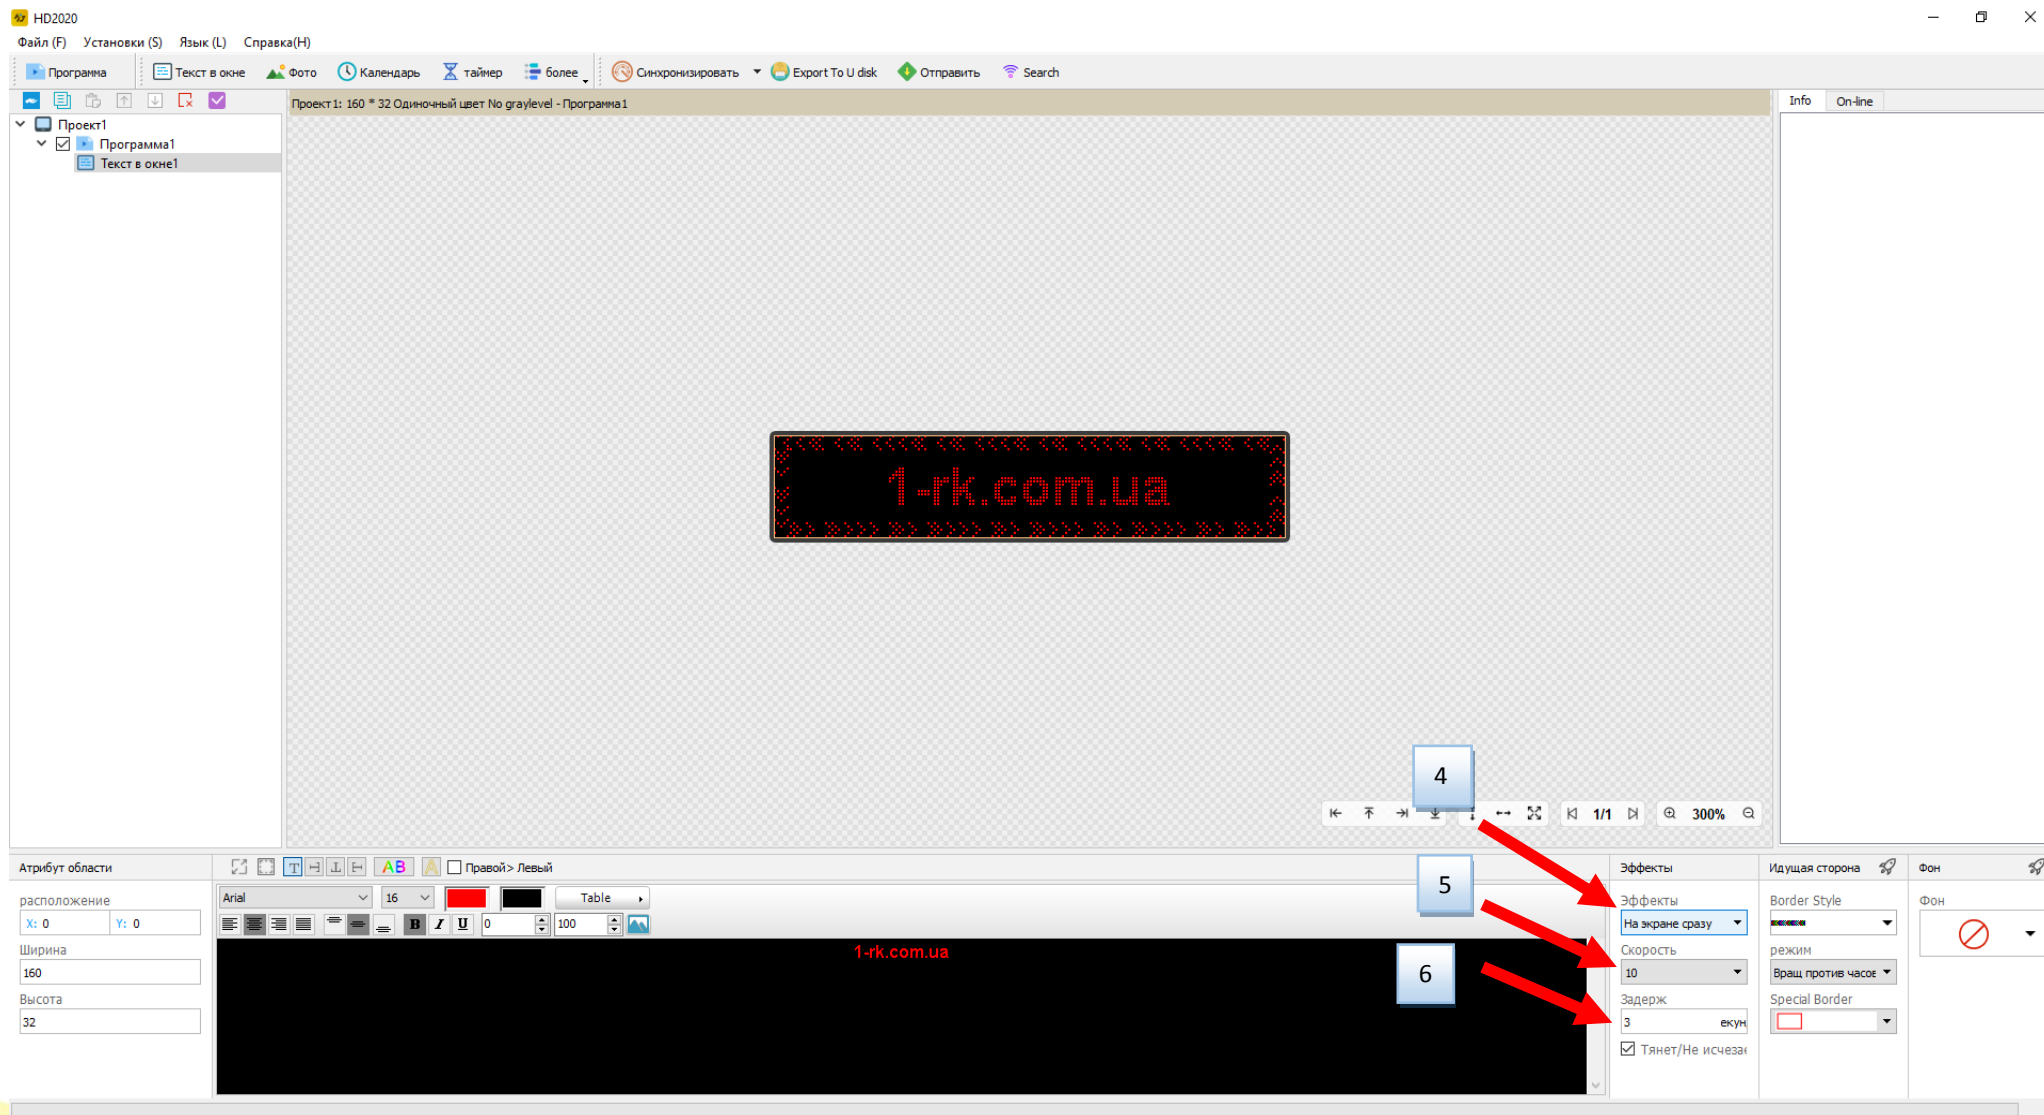 HD2020
Файл (F) Установки (S) Язык (L) Справка(H)
Программа Текст в окне Фото Календарь таймер более Синхронизировать Export To U disk Отправить Search
Проект1: 160 * 32 Одиночный цвет No graylevel - Программа1
Info On-line
Проект1
Программа1
Текст в окне1
1-rk.com.ua
4
1/1 300%
Атрибут области
Правой> Левый
5
Эффекты
Идущая сторона
Фон
расположение
Arial 16 Table
Эффекты
Border Style
Фон
X: 0 Y: 0
B I U 0 100
На экране сразу
Ширина
1-rk.com.ua
Скорость
режим
160
6
10
Вращ против часов
Высота
Задерж
Special Border
32
3 екун
Тянет/Не исчезае